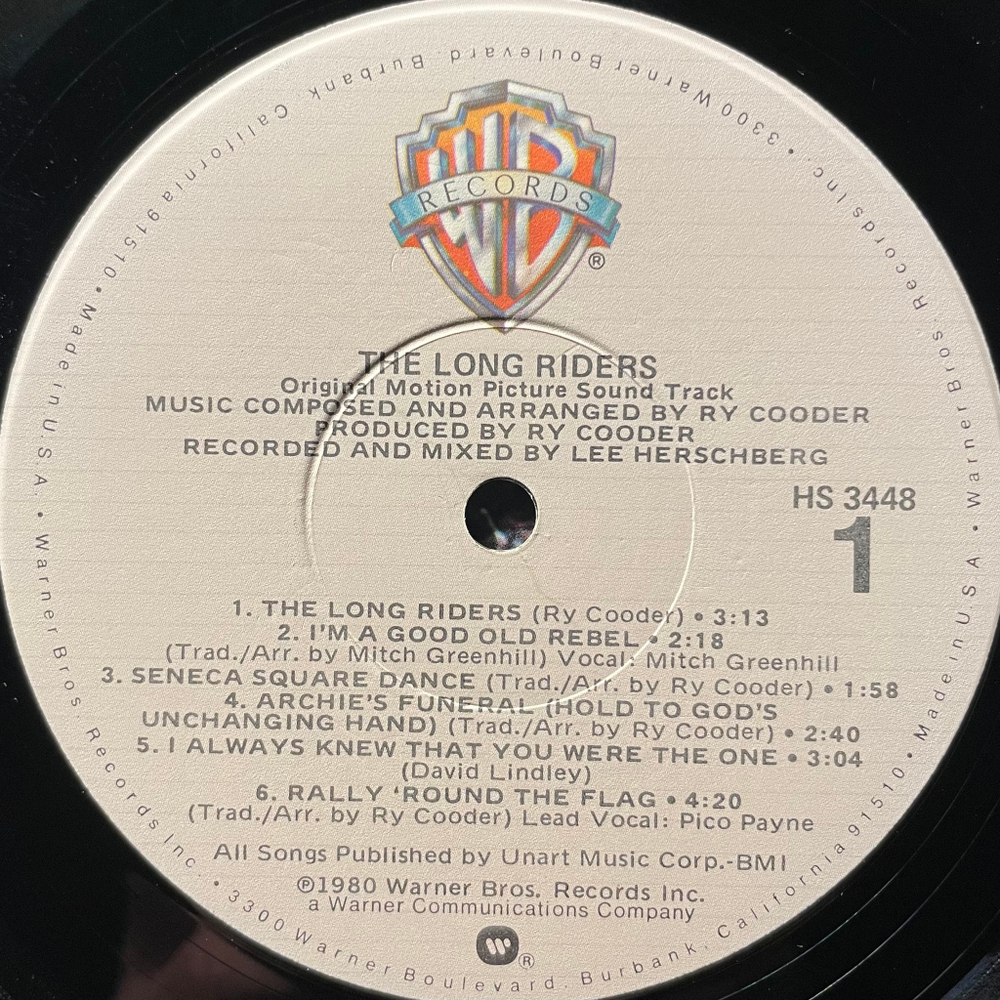 WB
RECORDS
®
THE LONG RIDERS
Original Motion Picture Sound Track
MUSIC COMPOSED AND ARRANGED BY RY COODER
PRODUCED BY RY COODER
RECORDED AND MIXED BY LEE HERSCHBERG
HS 3448
1
1. THE LONG RIDERS (Ry Cooder) • 3:13
2. I'M A GOOD OLD REBEL • 2:18
(Trad./Arr. by Mitch Greenhill) Vocal: Mitch Greenhill
3. SENECA SQUARE DANCE (Trad./Arr. by Ry Cooder) • 1:58
4. ARCHIE'S FUNERAL (HOLD TO GOD'S
UNCHANGING HAND) (Trad./Arr. by Ry Cooder) • 2:40
5. I ALWAYS KNEW THAT YOU WERE THE ONE • 3:04
(David Lindley)
6. RALLY 'ROUND THE FLAG • 4:20
(Trad./Arr. by Ry Cooder) Lead Vocal: Pico Payne
All Songs Published by Unart Music Corp.-BMI
℗1980 Warner Bros. Records Inc.
a Warner Communications Company
®
Warner Bros. Records Inc. • 3300 Warner Boulevard. Burbank, California 91510 • Made in U.S.A. •
Warner Bros. Records Inc. • 3300 Warner Boulevard. Burbank, California 91510 • Made in U.S.A. •